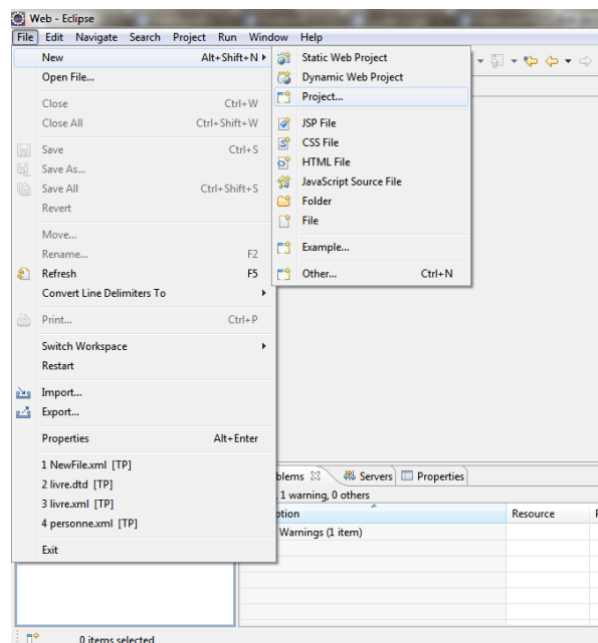 Web - Eclipse
File Edit Navigate Search Project Run Window Help
New Alt+Shift+N
Open File...
Close Ctrl+W
Close All Ctrl+Shift+W
Save Ctrl+S
Save As...
Save All Ctrl+Shift+S
Revert
Move...
Rename... F2
Refresh F5
Convert Line Delimiters To
Print... Ctrl+P
Switch Workspace
Restart
Import...
Export...
Properties Alt+Enter
1 NewFile.xml [TP]
2 livre.dtd [TP]
3 livre.xml [TP]
4 personne.xml [TP]
Exit
Static Web Project
Dynamic Web Project
Project...
JSP File
CSS File
HTML File
JavaScript Source File
Folder
File
Example...
Other... Ctrl+N
blems Servers Properties
, 1 warning, 0 others
ption Resource
Warnings (1 item)
0 items selected